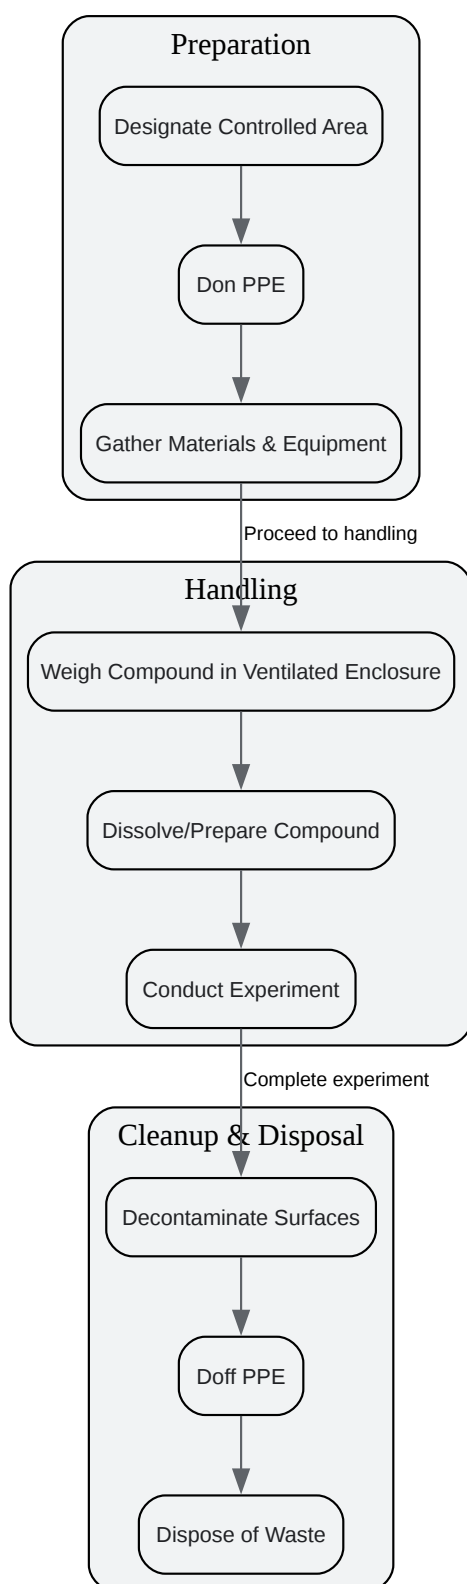 Preparation
Designate Controlled Area
Don PPE
Gather Materials & Equipment
Proceed to handling
Handling
Weigh Compound in Ventilated Enclosure
Dissolve/Prepare Compound
Conduct Experiment
Complete experiment
Cleanup & Disposal
Decontaminate Surfaces
Doff PPE
Dispose of Waste